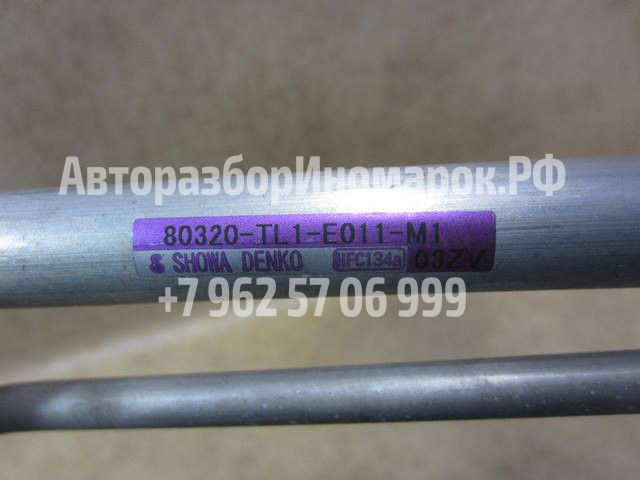 АвторазборИномарок.РФ
80320-TL1-E011-M1
S SHOWA DENKO HFC134a 03ZV
+7 962 57 06 999